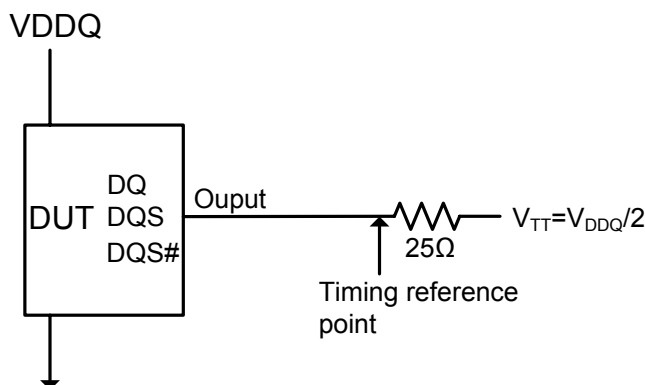 VDDQ
DUT
DQ
DQS
DQS#
Ouput
25Ω
VTT=VDDQ/2
Timing reference
point